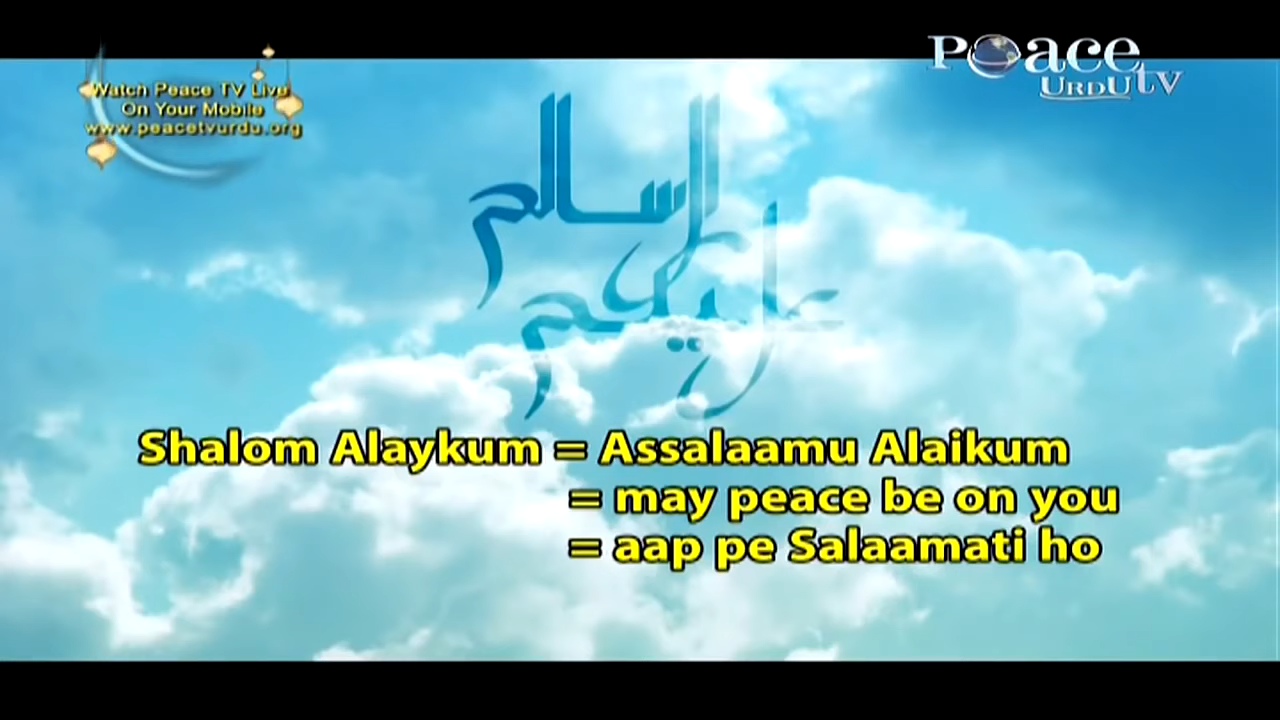 Peace
URDU tv
Watch Peace TV Live
On Your Mobile
www.peacetvurdu.org
السلام
عليكم
Shalom Alaykum = Assalaamu Alaikum
= may peace be on you
= aap pe Salaamati ho